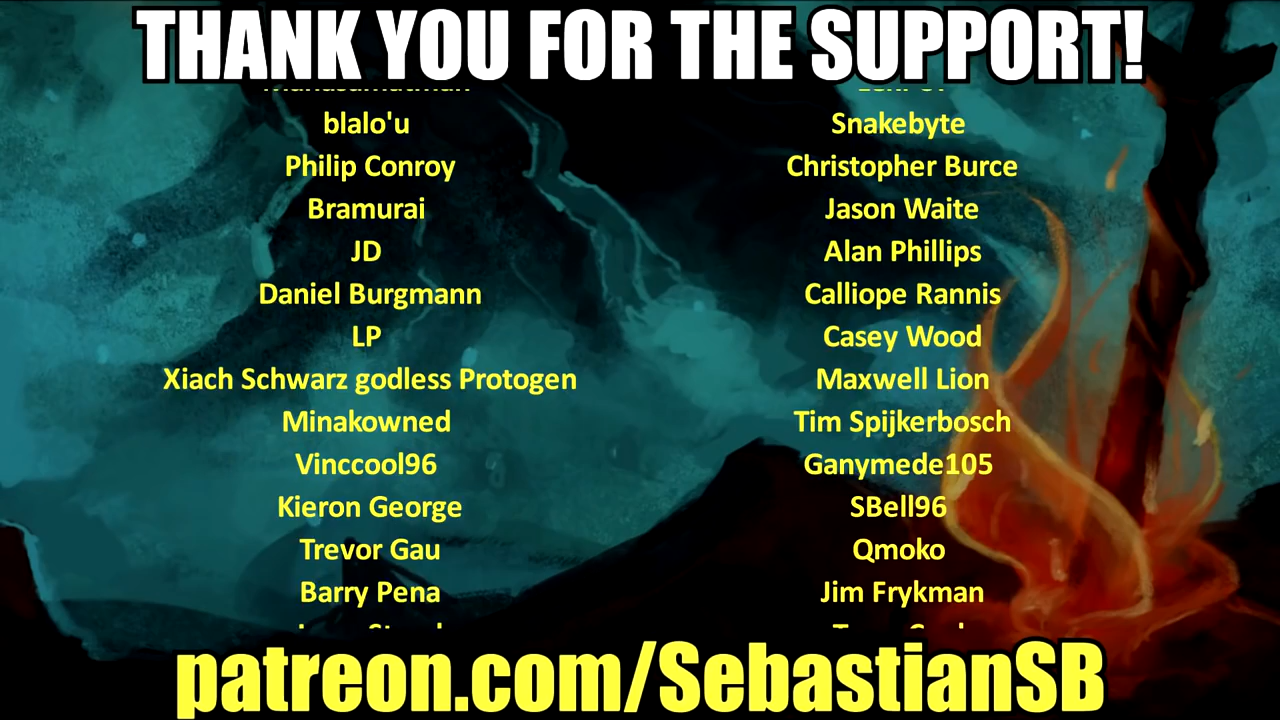 THANK YOU FOR THE SUPPORT!
blalo'u
Philip Conroy
Bramurai
JD
Daniel Burgmann
LP
Xiach Schwarz godless Protogen
Minakowned
Vinccool96
Kieron George
Trevor Gau
Barry Pena
Snakebyte
Christopher Burce
Jason Waite
Alan Phillips
Calliope Rannis
Casey Wood
Maxwell Lion
Tim Spijkerbosch
Ganymede105
SBell96
Qmoko
Jim Frykman
patreon.com/SebastianSB